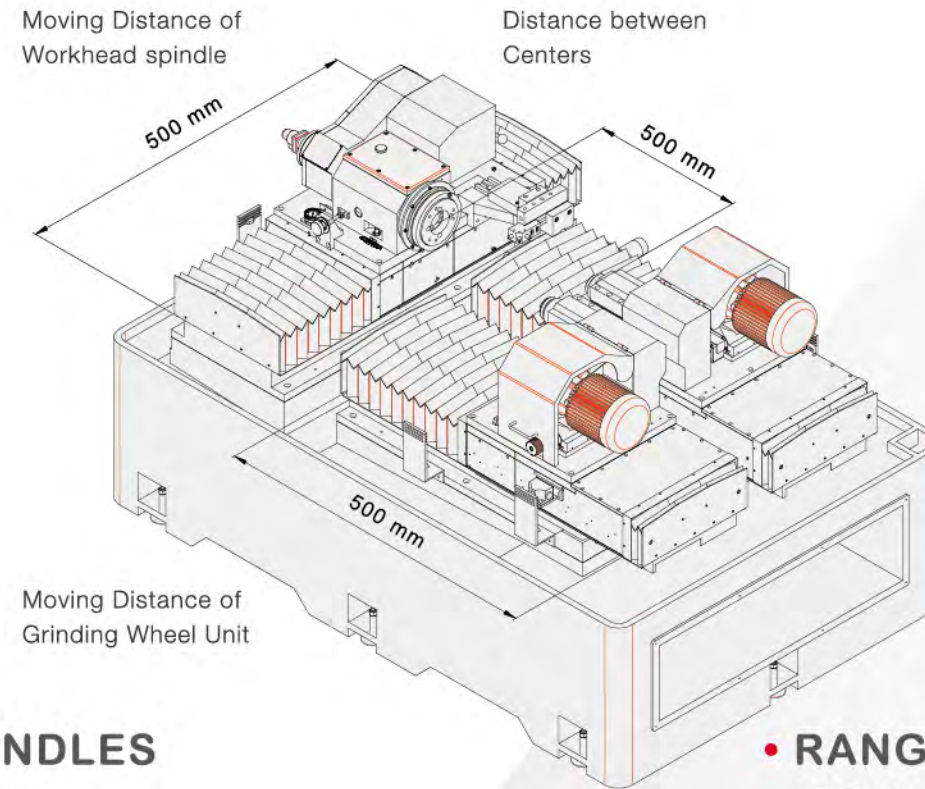 Moving Distance of
Workhead spindle
Distance between
Centers
500 mm
500 mm
500 mm
Moving Distance of
Grinding Wheel Unit
NDLES
• RANG